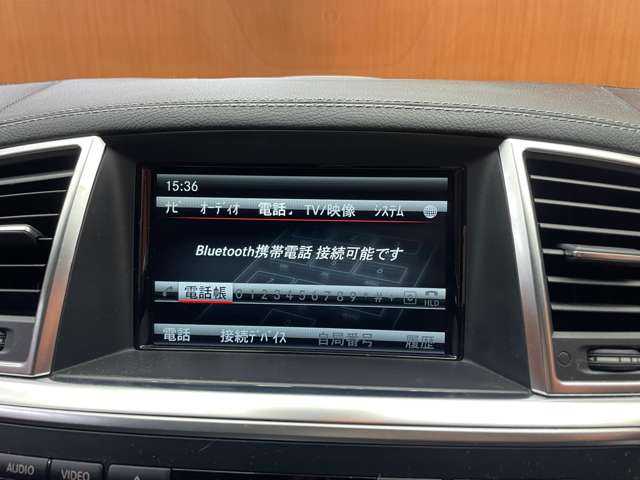 15:36
ナビ オーディオ 電話 TV/映像 システム
Bluetooth携帯電話 接続可能です
電話帳 0 1 2 3 4 5 6 7 8 9 * # + HLD
電話 接続デバイス 自局番号 履歴
AUDIO VIDEO